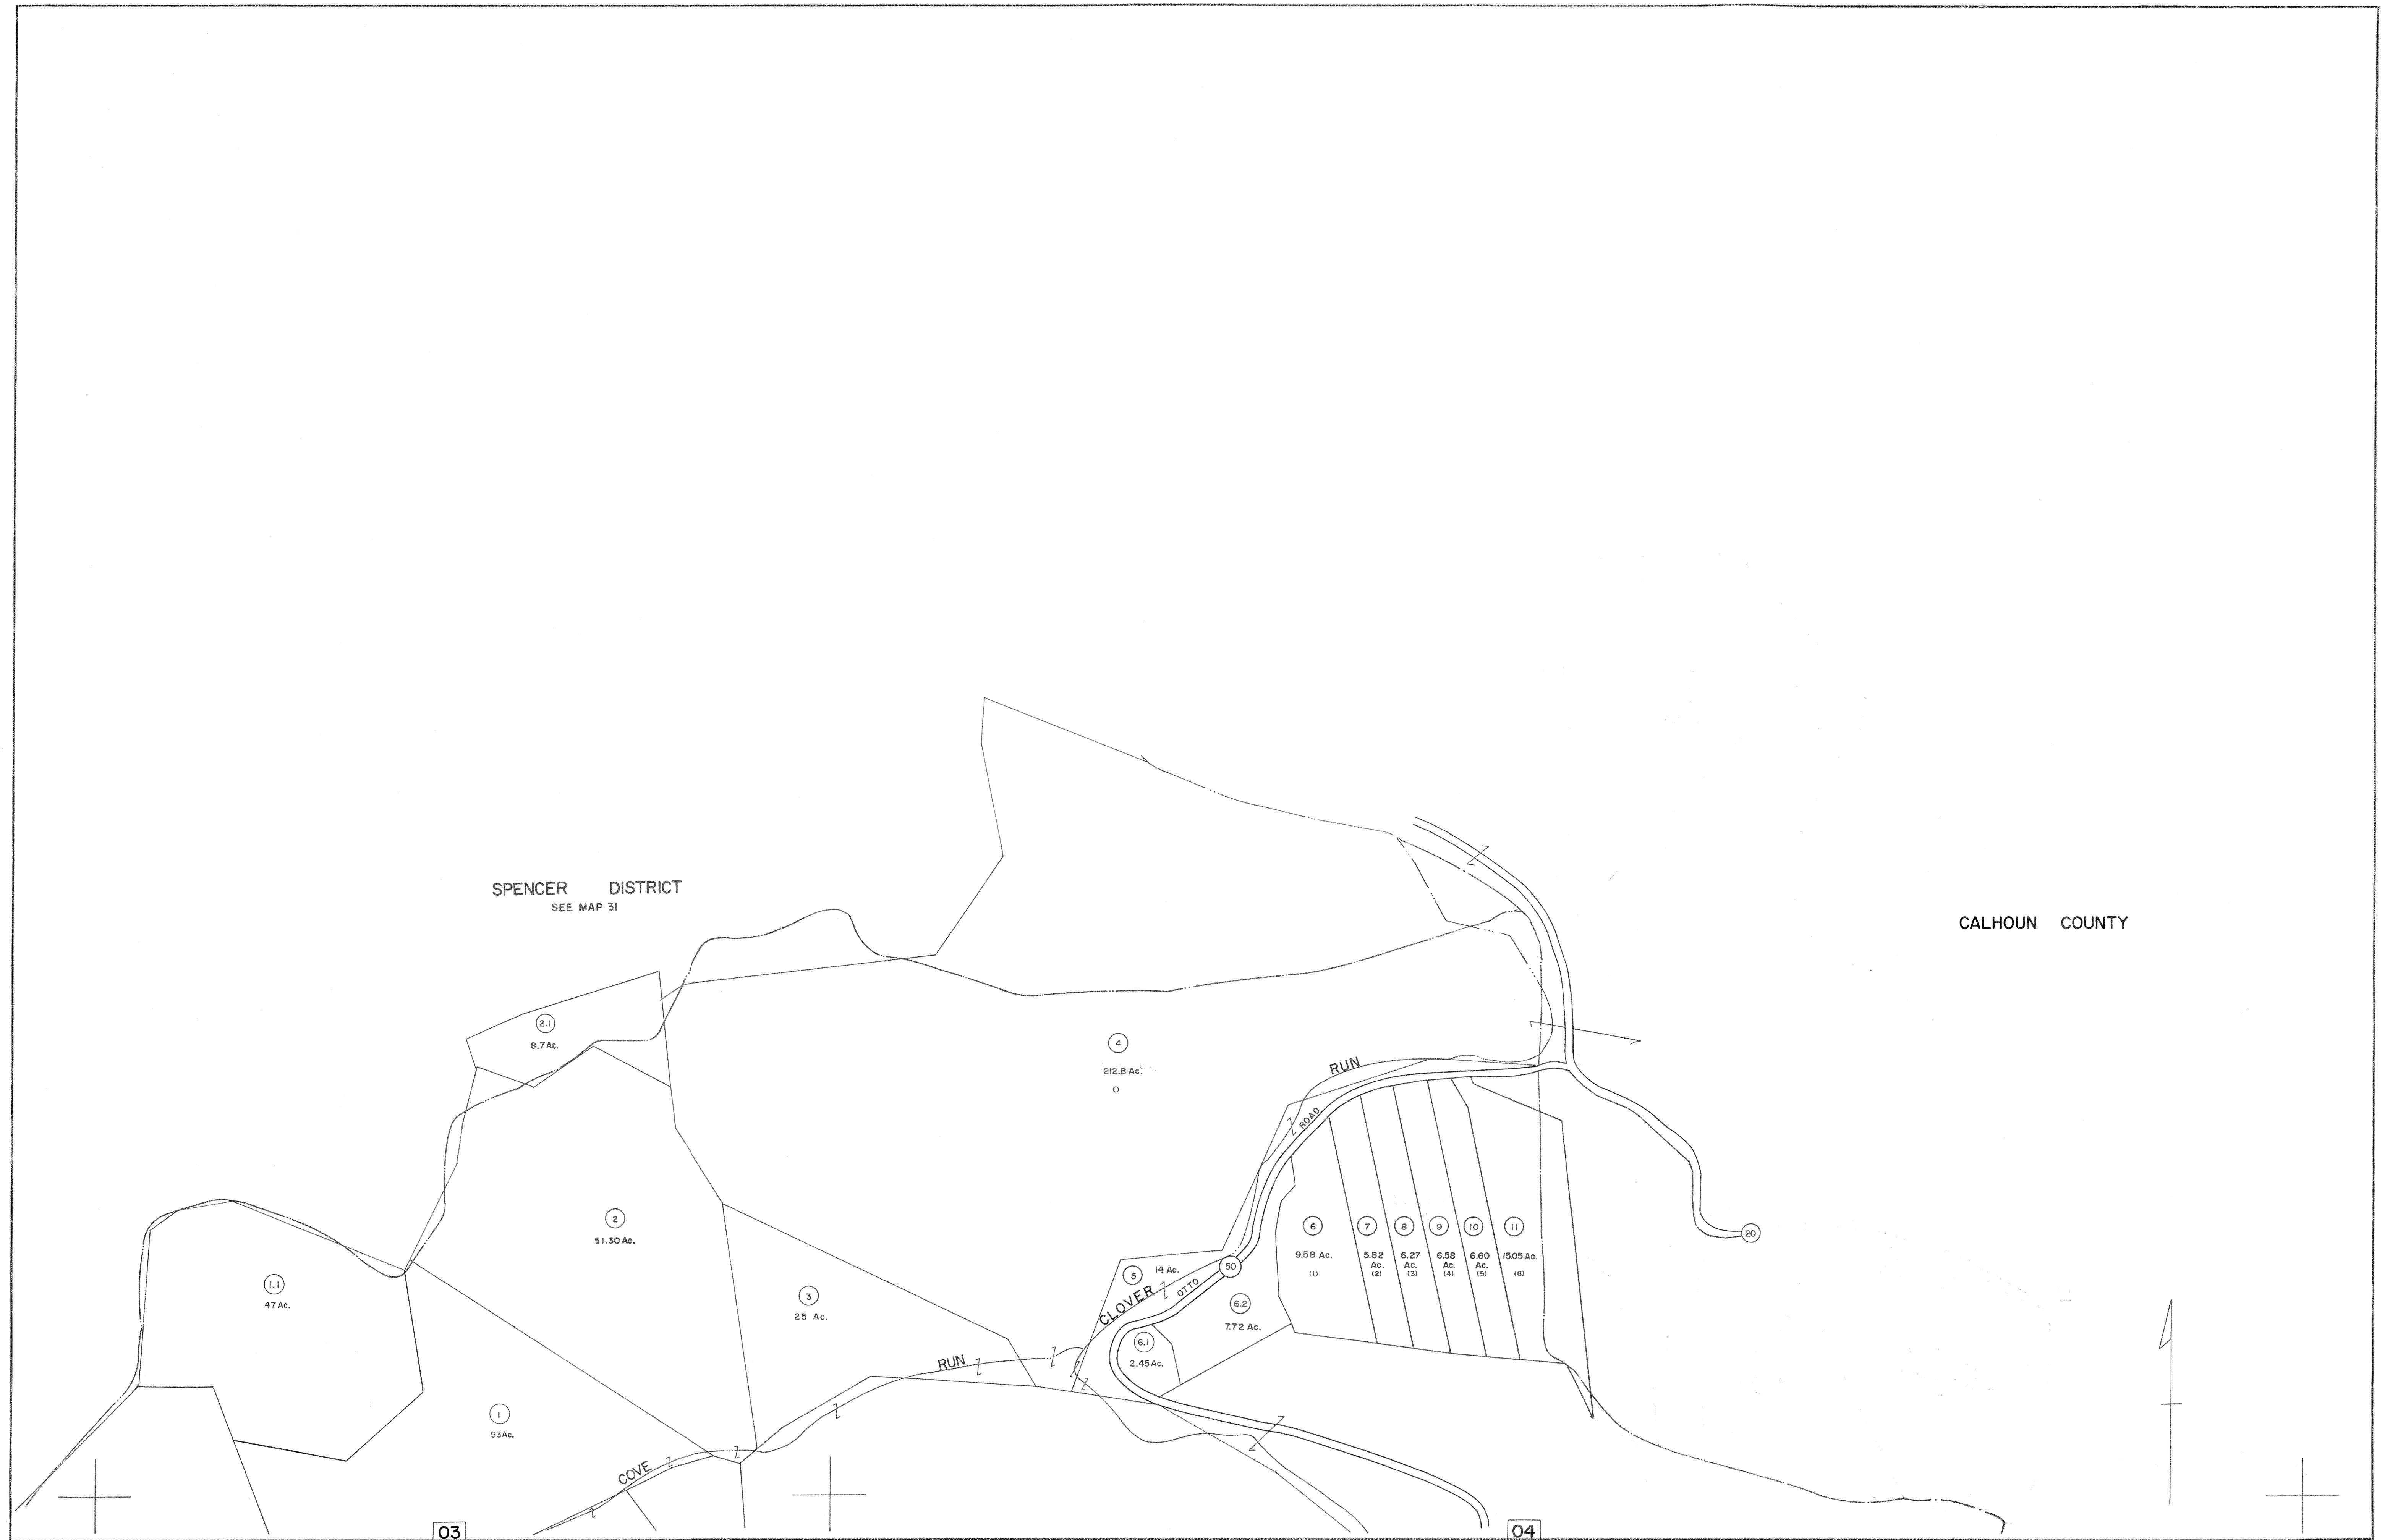 SPENCER DISTRICT
SEE MAP 31
CALHOUN COUNTY
2.1
8.7 Ac.
4
212.8 Ac.
RUN
ROAD
2
51.30 Ac.
6
9.58 Ac.
(1)
7
5.82
Ac.
(2)
8
6.27
Ac.
(3)
9
6.58
Ac.
(4)
10
6.60
Ac.
(5)
11
15.05 Ac.
(6)
20
50
5
14 Ac.
1.1
47 Ac.
OTTO
CLOVER
3
25 Ac.
6.2
7.72 Ac.
6.1
2.45 Ac.
RUN
1
93 Ac.
COVE
03
04